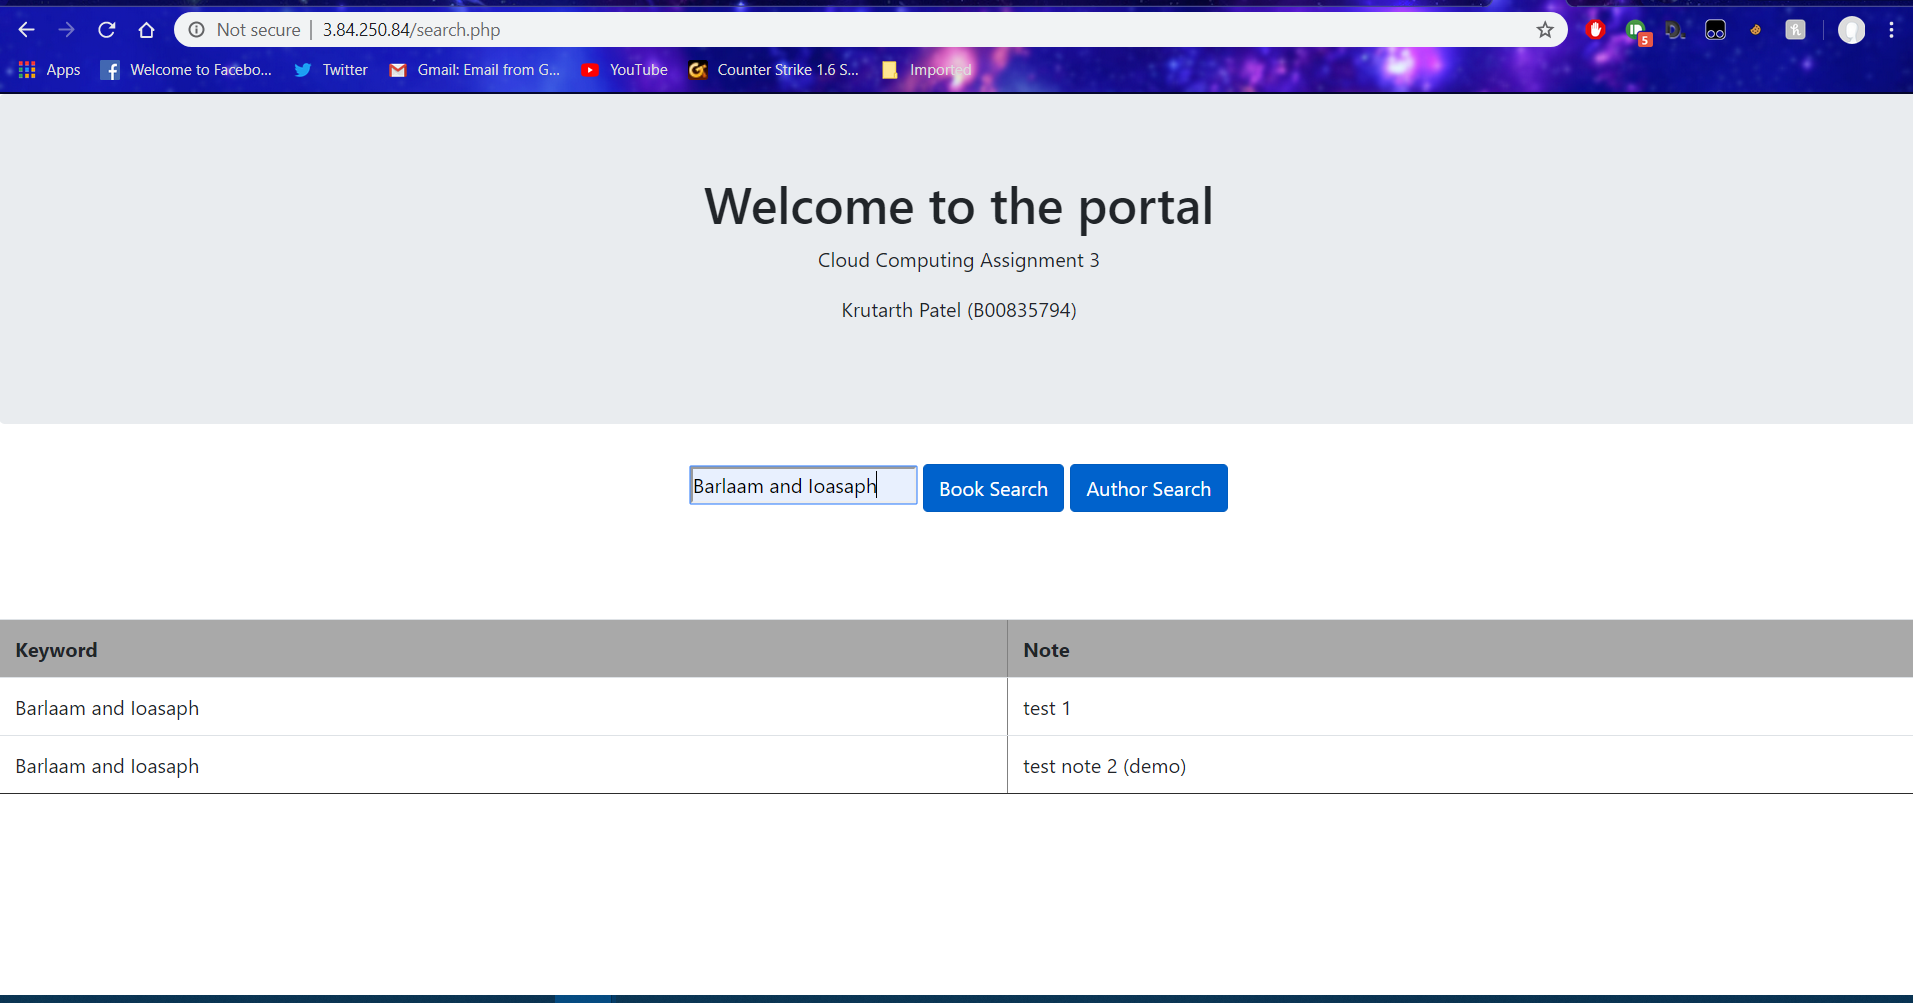 Not secure | 3.84.250.84/search.php
5
Apps Welcome to Facebo... Twitter Gmail: Email from G... YouTube Counter Strike 1.6 S... Imported
Welcome to the portal
Cloud Computing Assignment 3
Krutarth Patel (B00835794)
Barlaam and Ioasaph Book Search Author Search
Keyword Note
Barlaam and Ioasaph test 1
Barlaam and Ioasaph test note 2 (demo)